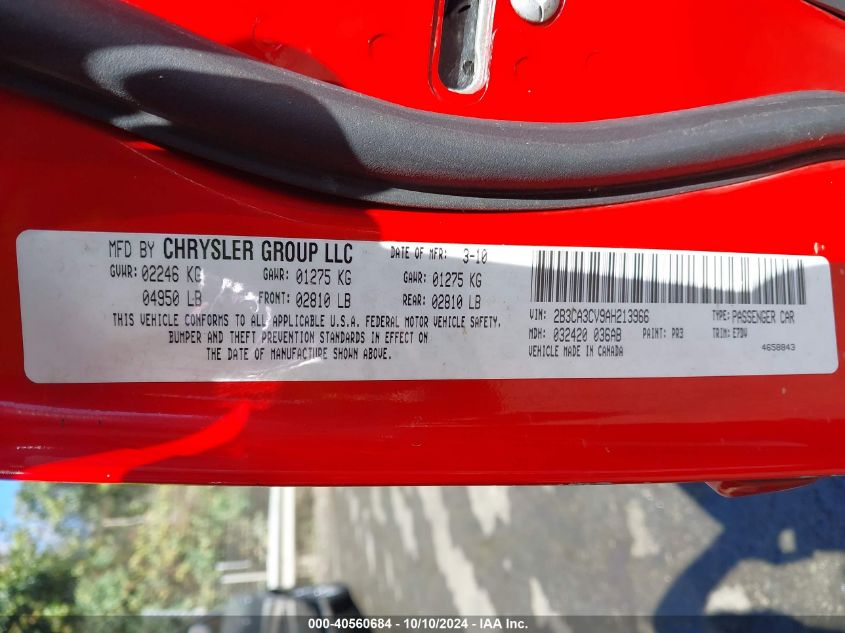 MFD BY CHRYSLER GROUP LLC DATE OF MFR: 3-10
GVWR: 02246 KG GAWR: 01275 KG GAWR: 01275 KG
04950 LB FRONT: 02810 LB REAR: 02810 LB
THIS VEHICLE CONFORMS TO ALL APPLICABLE U.S.A. FEDERAL MOTOR VEHICLE SAFETY.
BUMPER AND THEFT PREVENTION STANDARDS IN EFFECT ON
THE DATE OF MANUFACTURE SHOWN ABOVE.
VIN: 2B3CA3CV9AH213966 TYPE: PASSENGER CAR
MDH: 032420 036AB PAINT: PR3 TRIM: E7DV
VEHICLE MADE IN CANADA 4658843
000-40560684 - 10/10/2024 - IAA Inc.